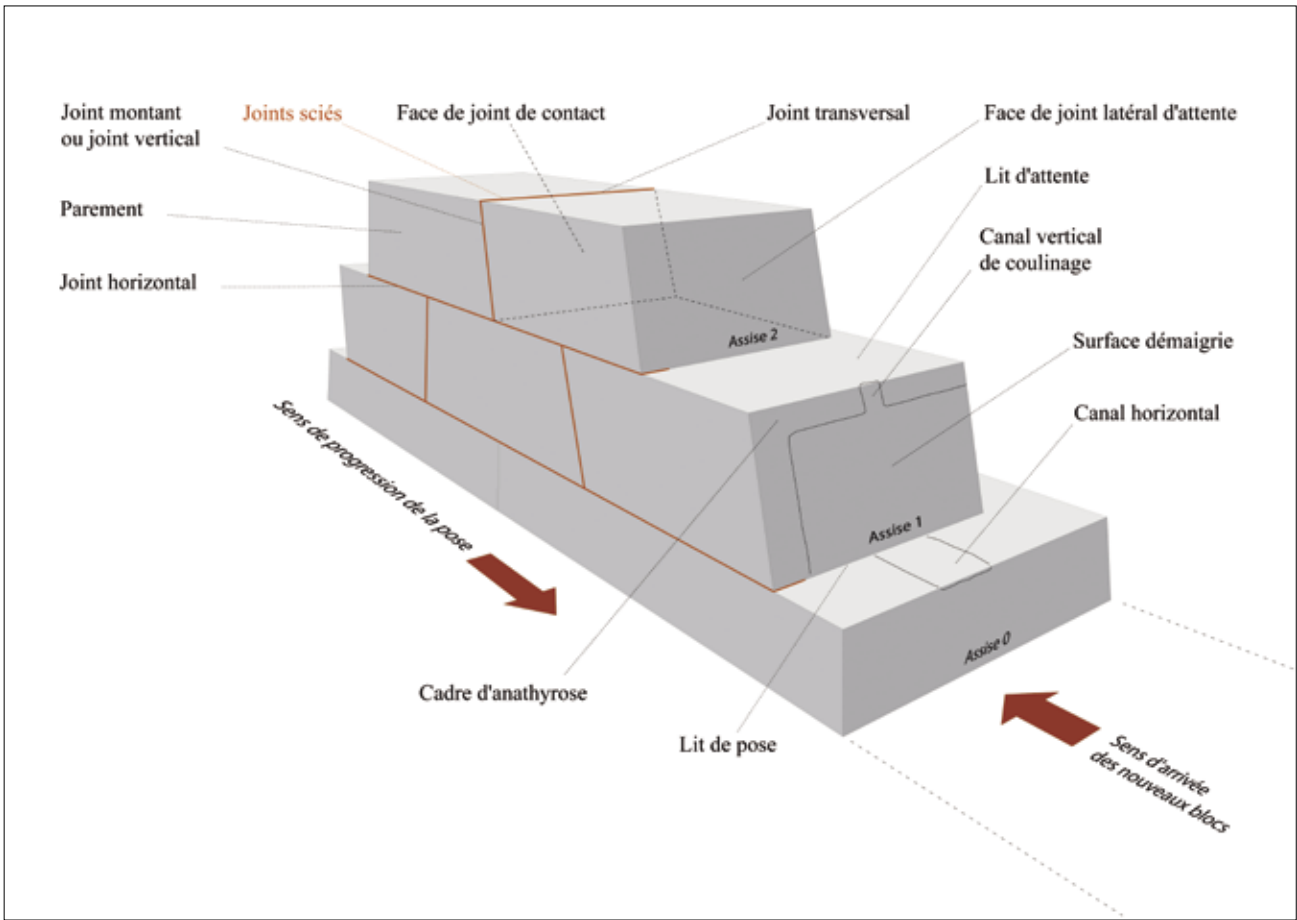 Joint montant
ou joint vertical
Joints sciés
Face de joint de contact
Joint transversal
Face de joint latéral d'attente
Parement
Lit d'attente
Canal vertical
de coulinage
Joint horizontal
Assise 2
Surface démaigrie
Canal horizontal
Sens de progression de la pose
Assise 1
Assise 0
Cadre d'anathyrose
Lit de pose
Sens d'arrivée
des nouveaux blocs